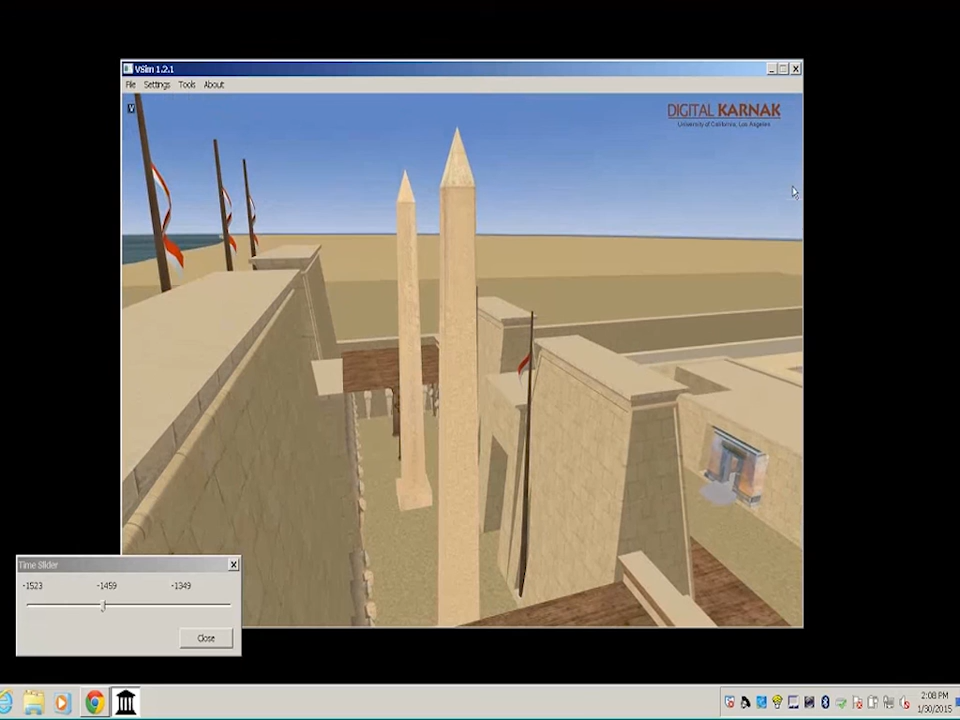 VSim 1.2.1
File Settings Tools About
V
DIGITAL KARNAK
University of California, Los Angeles
Time Slider
-1523 -1459 -1349
Close
2:08 PM
1/30/2015